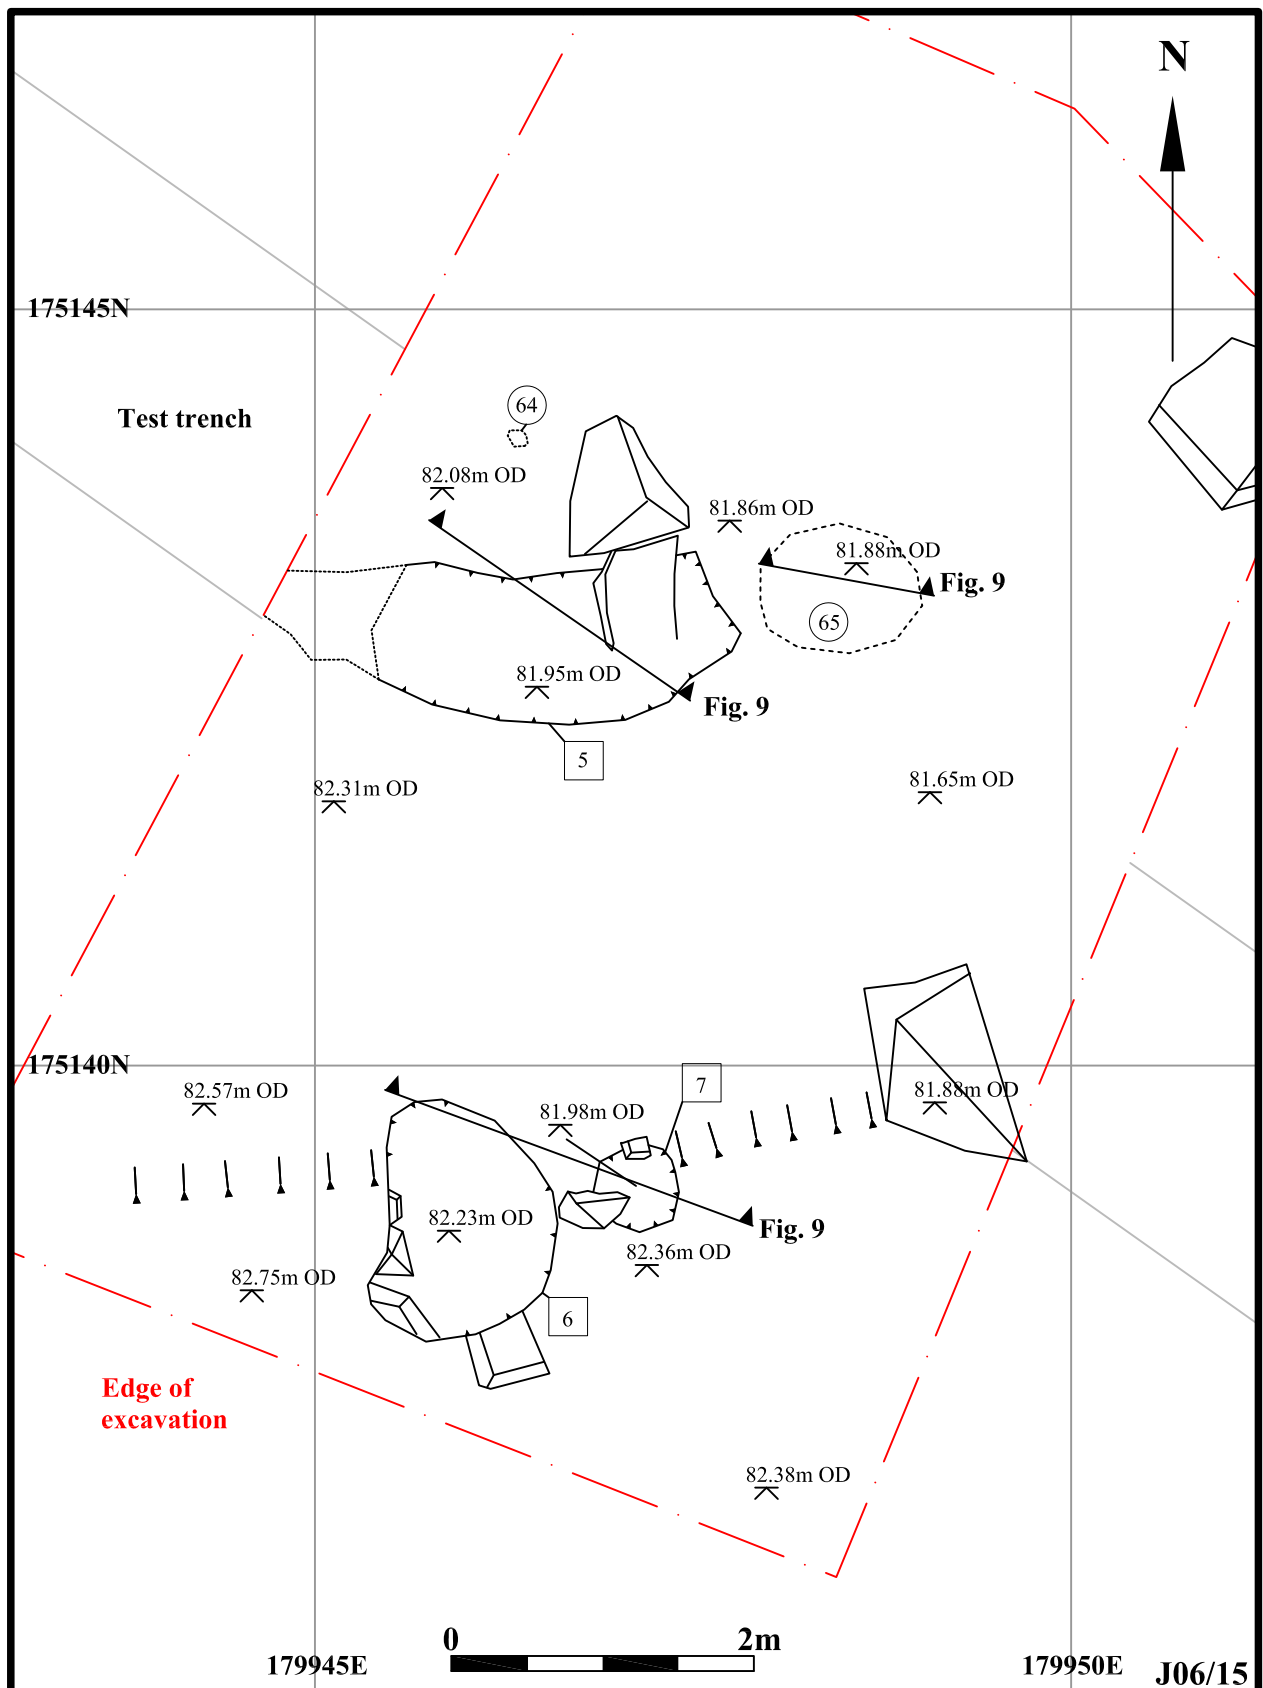 N
175145N
Test trench
64
82.08m OD
81.86m OD
81.88m OD
Fig. 9
65
81.95m OD
Fig. 9
5
82.31m OD
81.65m OD
175140N
7
82.57m OD
81.98m OD
81.88m OD
82.23m OD
Fig. 9
82.36m OD
82.75m OD
6
Edge of
excavation
82.38m OD
0 2m
179945E
179950E
J06/15